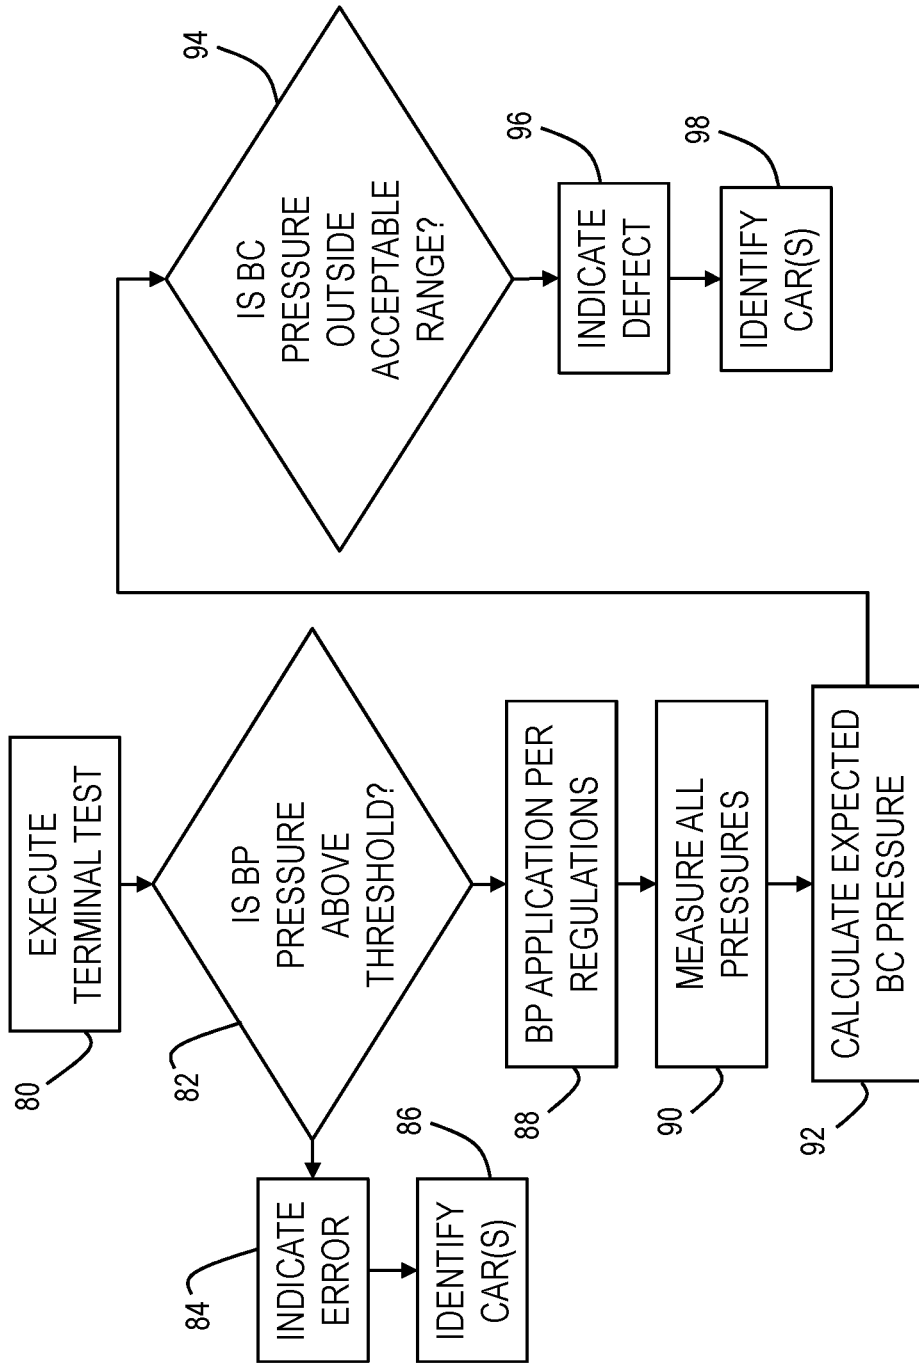 EXECUTE
TERMINAL TEST
80
IS BP
PRESSURE
ABOVE
THRESHOLD?
82
INDICATE
ERROR
84
IDENTIFY
CAR(S)
86
BP APPLICATION PER
REGULATIONS
88
MEASURE ALL
PRESSURES
90
CALCULATE EXPECTED
BC PRESSURE
92
IS BC
PRESSURE
OUTSIDE
ACCEPTABLE
RANGE?
94
INDICATE
DEFECT
96
IDENTIFY
CAR(S)
98